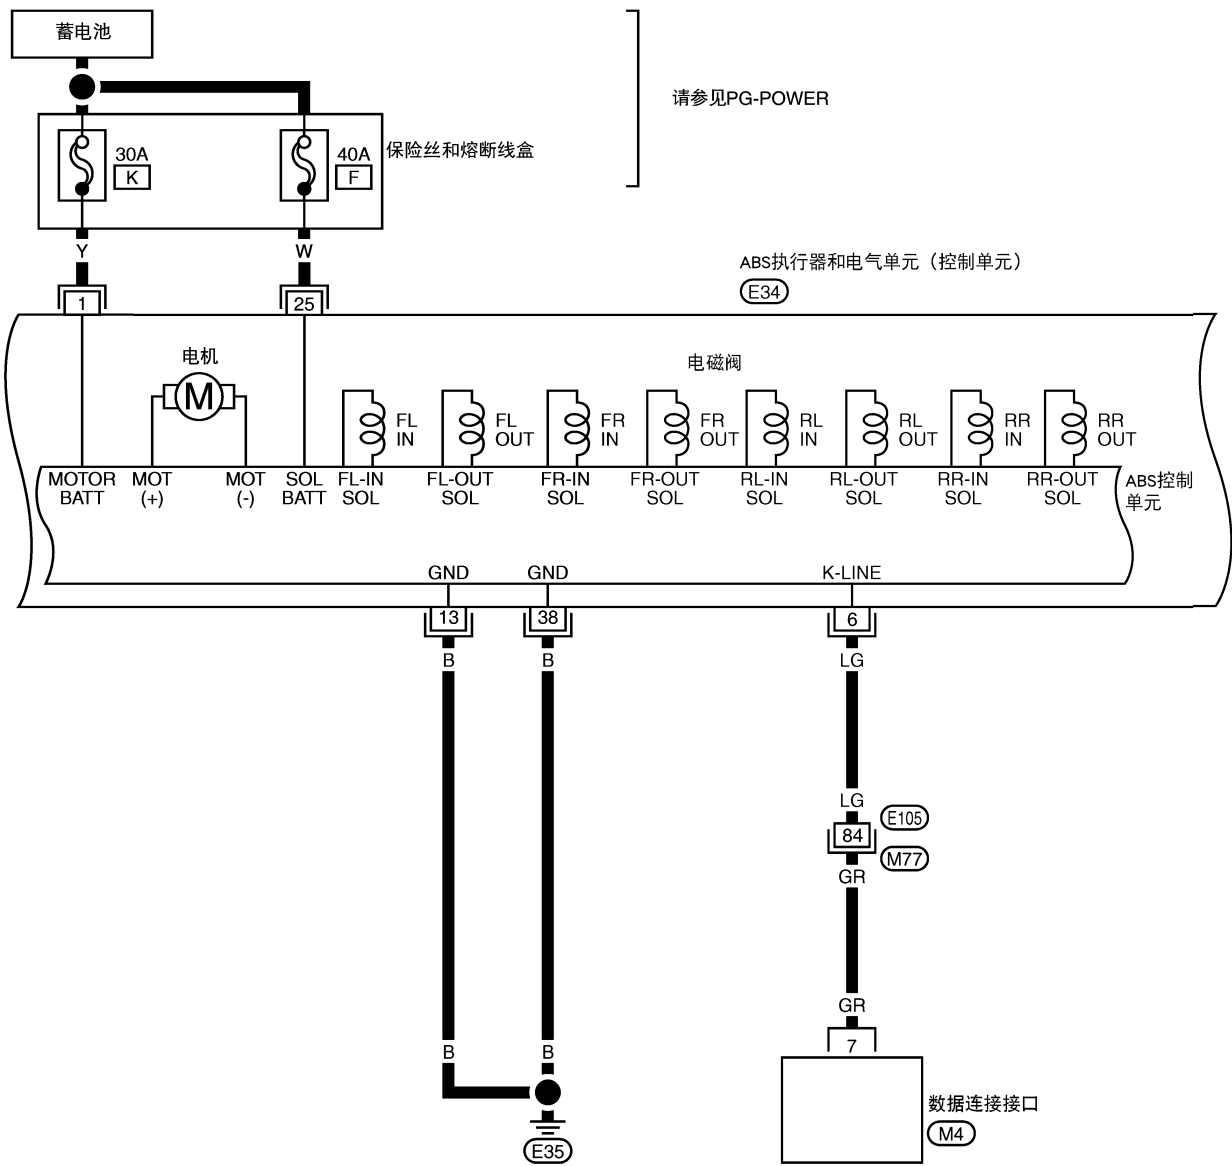 蓄电池
请参见PG-POWER
30A
K
40A
F
保险丝和熔断线盒
Y
W
ABS执行器和电气单元（控制单元）
E34
1
25
电机
M
电磁阀
FL
IN
FL
OUT
FR
IN
FR
OUT
RL
IN
RL
OUT
RR
IN
RR
OUT
MOTOR
BATT
MOT
(+)
MOT
(-)
SOL
BATT
FL-IN
SOL
FL-OUT
SOL
FR-IN
SOL
FR-OUT
SOL
RL-IN
SOL
RL-OUT
SOL
RR-IN
SOL
RR-OUT
SOL
ABS控制
单元
GND
GND
K-LINE
13
38
6
B
B
LG
LG
E105
84
M77
GR
GR
B
B
7
E35
数据连接接口
M4